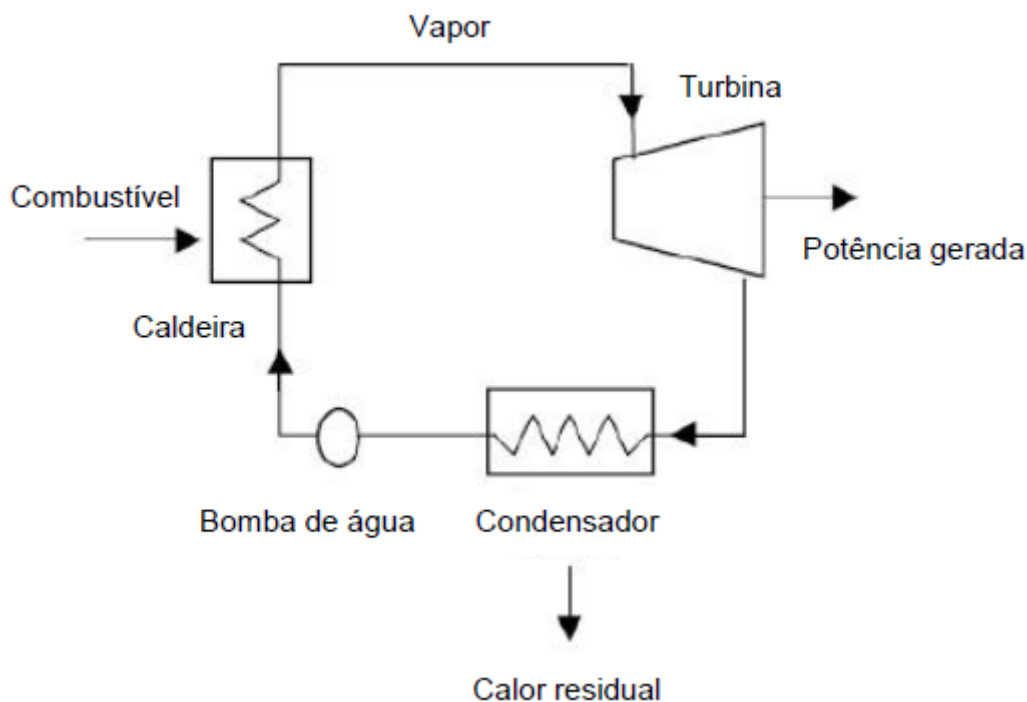 Vapor
Turbina
Combustível
Potência gerada
Caldeira
Bomba de água
Condensador
Calor residual